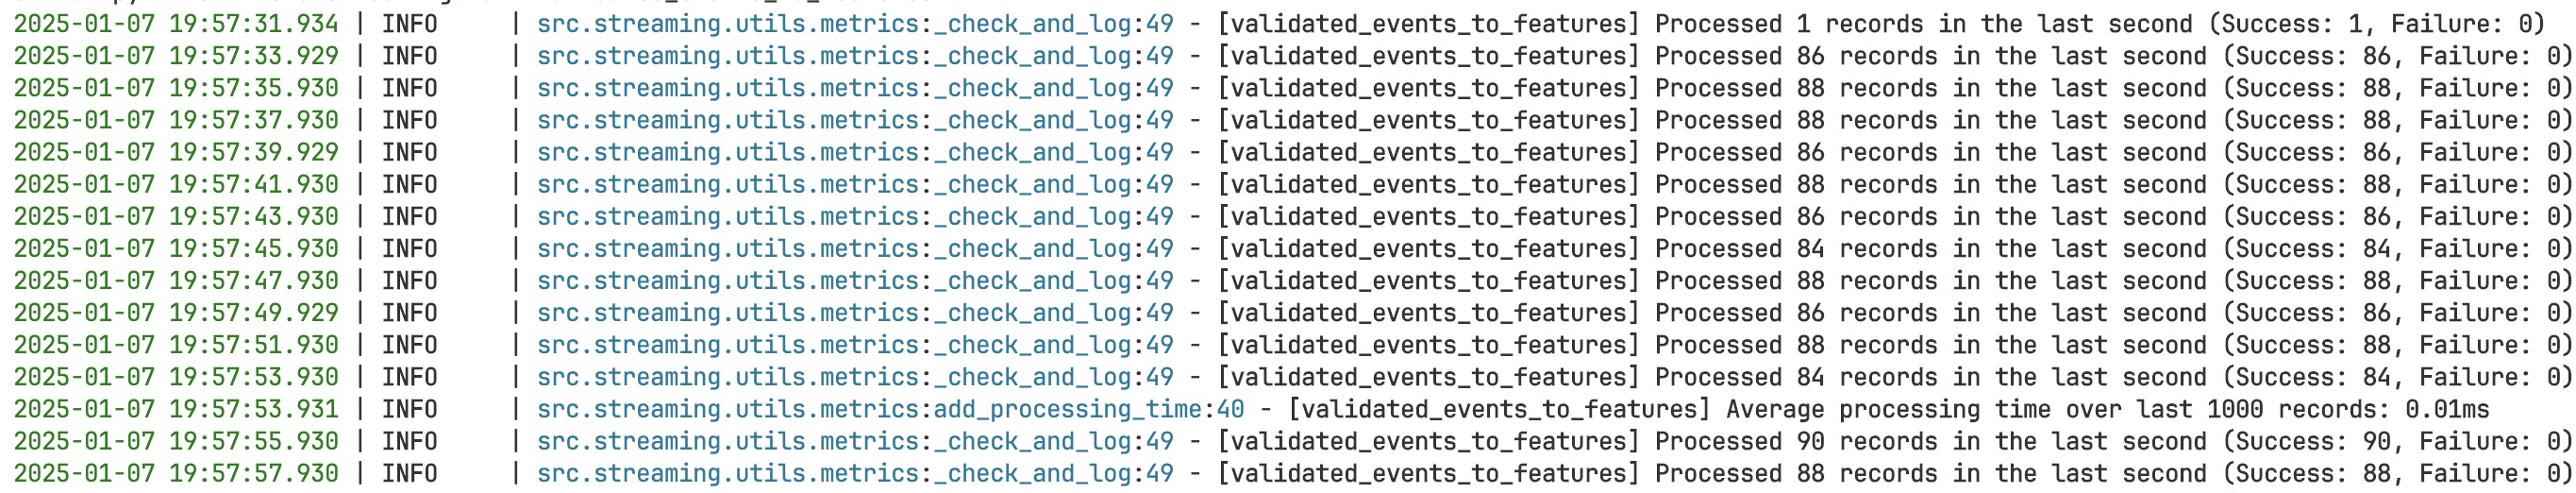 2025-01-07 19:57:31.934 | INFO     | src.streaming.utils.metrics:_check_and_log:49 - [validated_events_to_features] Processed 1 records in the last second (Success: 1, Failure: 0)
2025-01-07 19:57:33.929 | INFO     | src.streaming.utils.metrics:_check_and_log:49 - [validated_events_to_features] Processed 86 records in the last second (Success: 86, Failure: 0)
2025-01-07 19:57:35.930 | INFO     | src.streaming.utils.metrics:_check_and_log:49 - [validated_events_to_features] Processed 88 records in the last second (Success: 88, Failure: 0)
2025-01-07 19:57:37.930 | INFO     | src.streaming.utils.metrics:_check_and_log:49 - [validated_events_to_features] Processed 88 records in the last second (Success: 88, Failure: 0)
2025-01-07 19:57:39.929 | INFO     | src.streaming.utils.metrics:_check_and_log:49 - [validated_events_to_features] Processed 86 records in the last second (Success: 86, Failure: 0)
2025-01-07 19:57:41.930 | INFO     | src.streaming.utils.metrics:_check_and_log:49 - [validated_events_to_features] Processed 88 records in the last second (Success: 88, Failure: 0)
2025-01-07 19:57:43.930 | INFO     | src.streaming.utils.metrics:_check_and_log:49 - [validated_events_to_features] Processed 86 records in the last second (Success: 86, Failure: 0)
2025-01-07 19:57:45.930 | INFO     | src.streaming.utils.metrics:_check_and_log:49 - [validated_events_to_features] Processed 84 records in the last second (Success: 84, Failure: 0)
2025-01-07 19:57:47.930 | INFO     | src.streaming.utils.metrics:_check_and_log:49 - [validated_events_to_features] Processed 88 records in the last second (Success: 88, Failure: 0)
2025-01-07 19:57:49.929 | INFO     | src.streaming.utils.metrics:_check_and_log:49 - [validated_events_to_features] Processed 86 records in the last second (Success: 86, Failure: 0)
2025-01-07 19:57:51.930 | INFO     | src.streaming.utils.metrics:_check_and_log:49 - [validated_events_to_features] Processed 88 records in the last second (Success: 88, Failure: 0)
2025-01-07 19:57:53.930 | INFO     | src.streaming.utils.metrics:_check_and_log:49 - [validated_events_to_features] Processed 84 records in the last second (Success: 84, Failure: 0)
2025-01-07 19:57:53.931 | INFO     | src.streaming.utils.metrics:add_processing_time:40 - [validated_events_to_features] Average processing time over last 1000 records: 0.01ms
2025-01-07 19:57:55.930 | INFO     | src.streaming.utils.metrics:_check_and_log:49 - [validated_events_to_features] Processed 90 records in the last second (Success: 90, Failure: 0)
2025-01-07 19:57:57.930 | INFO     | src.streaming.utils.metrics:_check_and_log:49 - [validated_events_to_features] Processed 88 records in the last second (Success: 88, Failure: 0)